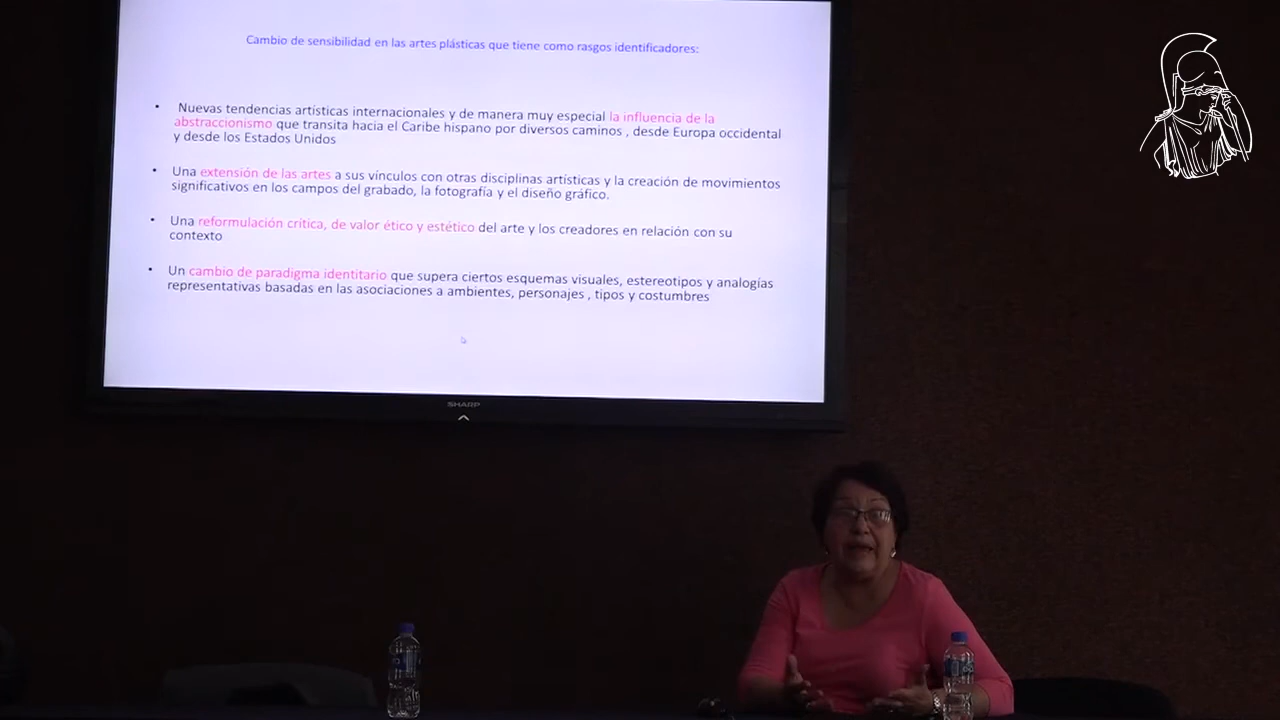 Cambio de sensibilidad en las artes plásticas que tiene como rasgos identificadores:
• Nuevas tendencias artísticas internacionales y de manera muy especial la influencia de la
abstraccionismo que transita hacia el Caribe hispano por diversos caminos , desde Europa occidental
y desde los Estados Unidos
• Una extensión de las artes a sus vínculos con otras disciplinas artísticas y la creación de movimientos
significativos en los campos del grabado, la fotografía y el diseño gráfico.
• Una reformulación crítica, de valor ético y estético del arte y los creadores en relación con su
contexto
• Un cambio de paradigma identitario que supera ciertos esquemas visuales, estereotipos y analogías
representativas basadas en las asociaciones a ambientes, personajes , tipos y costumbres
SHARP